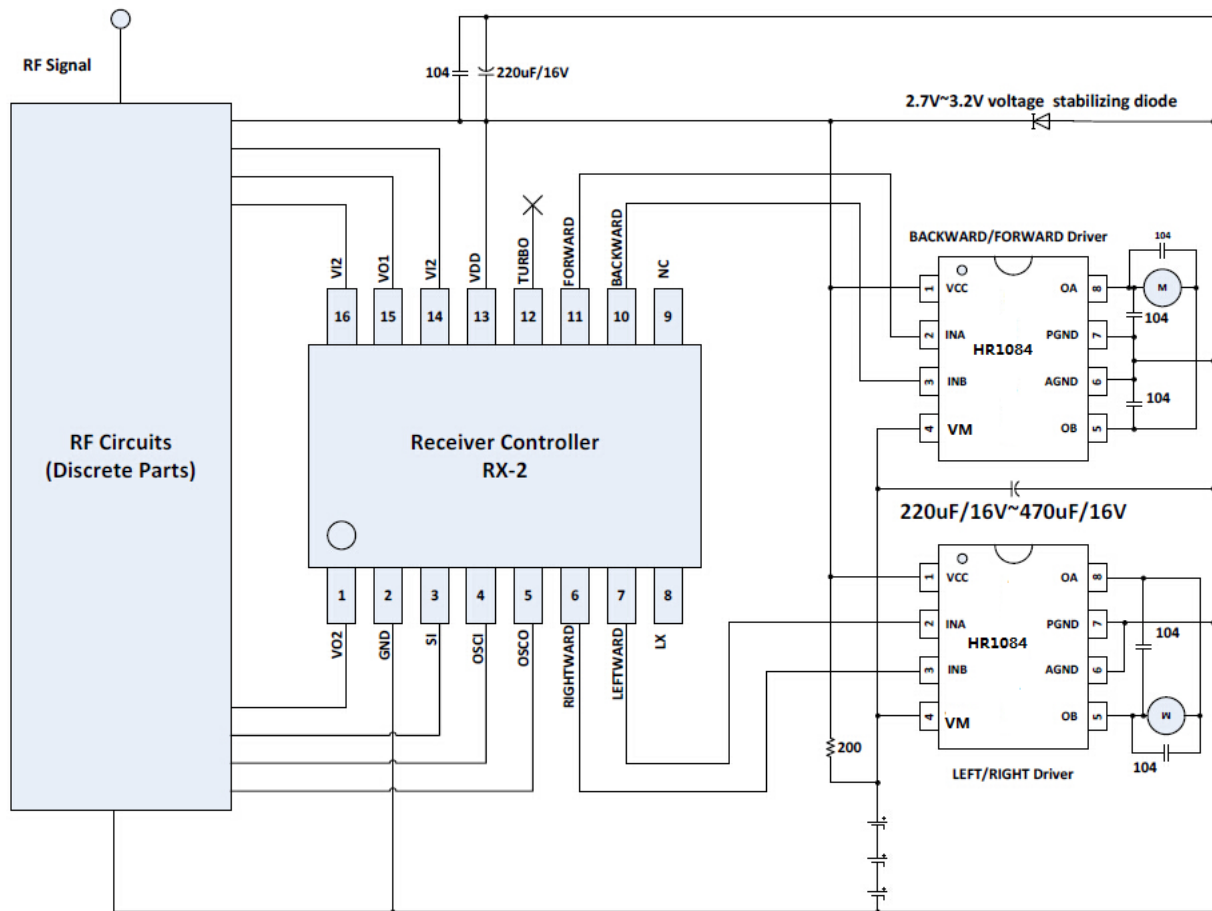 RF Signal
104
220uF/16V
2.7V~3.2V voltage stabilizing diode
RF Circuits
(Discrete Parts)
VI2
VO1
VI2
VDD
TURBO
FORWARD
BACKWARD
NC
16
15
14
13
12
11
10
9
Receiver Controller
RX-2
1
2
3
4
5
6
7
8
VO2
GND
SI
OSCI
OSCO
RIGHTWARD
LEFTWARD
LX
BACKWARD/FORWARD Driver
104
1
VCC
OA
8
M
104
2
INA
PGND
7
HR1084
3
INB
AGND
6
104
4
VM
OB
5
220uF/16V~470uF/16V
1
VCC
OA
8
2
INA
PGND
7
104
HR1084
3
INB
AGND
6
4
VM
OB
5
M
104
200
LEFT/RIGHT Driver
+
+
+